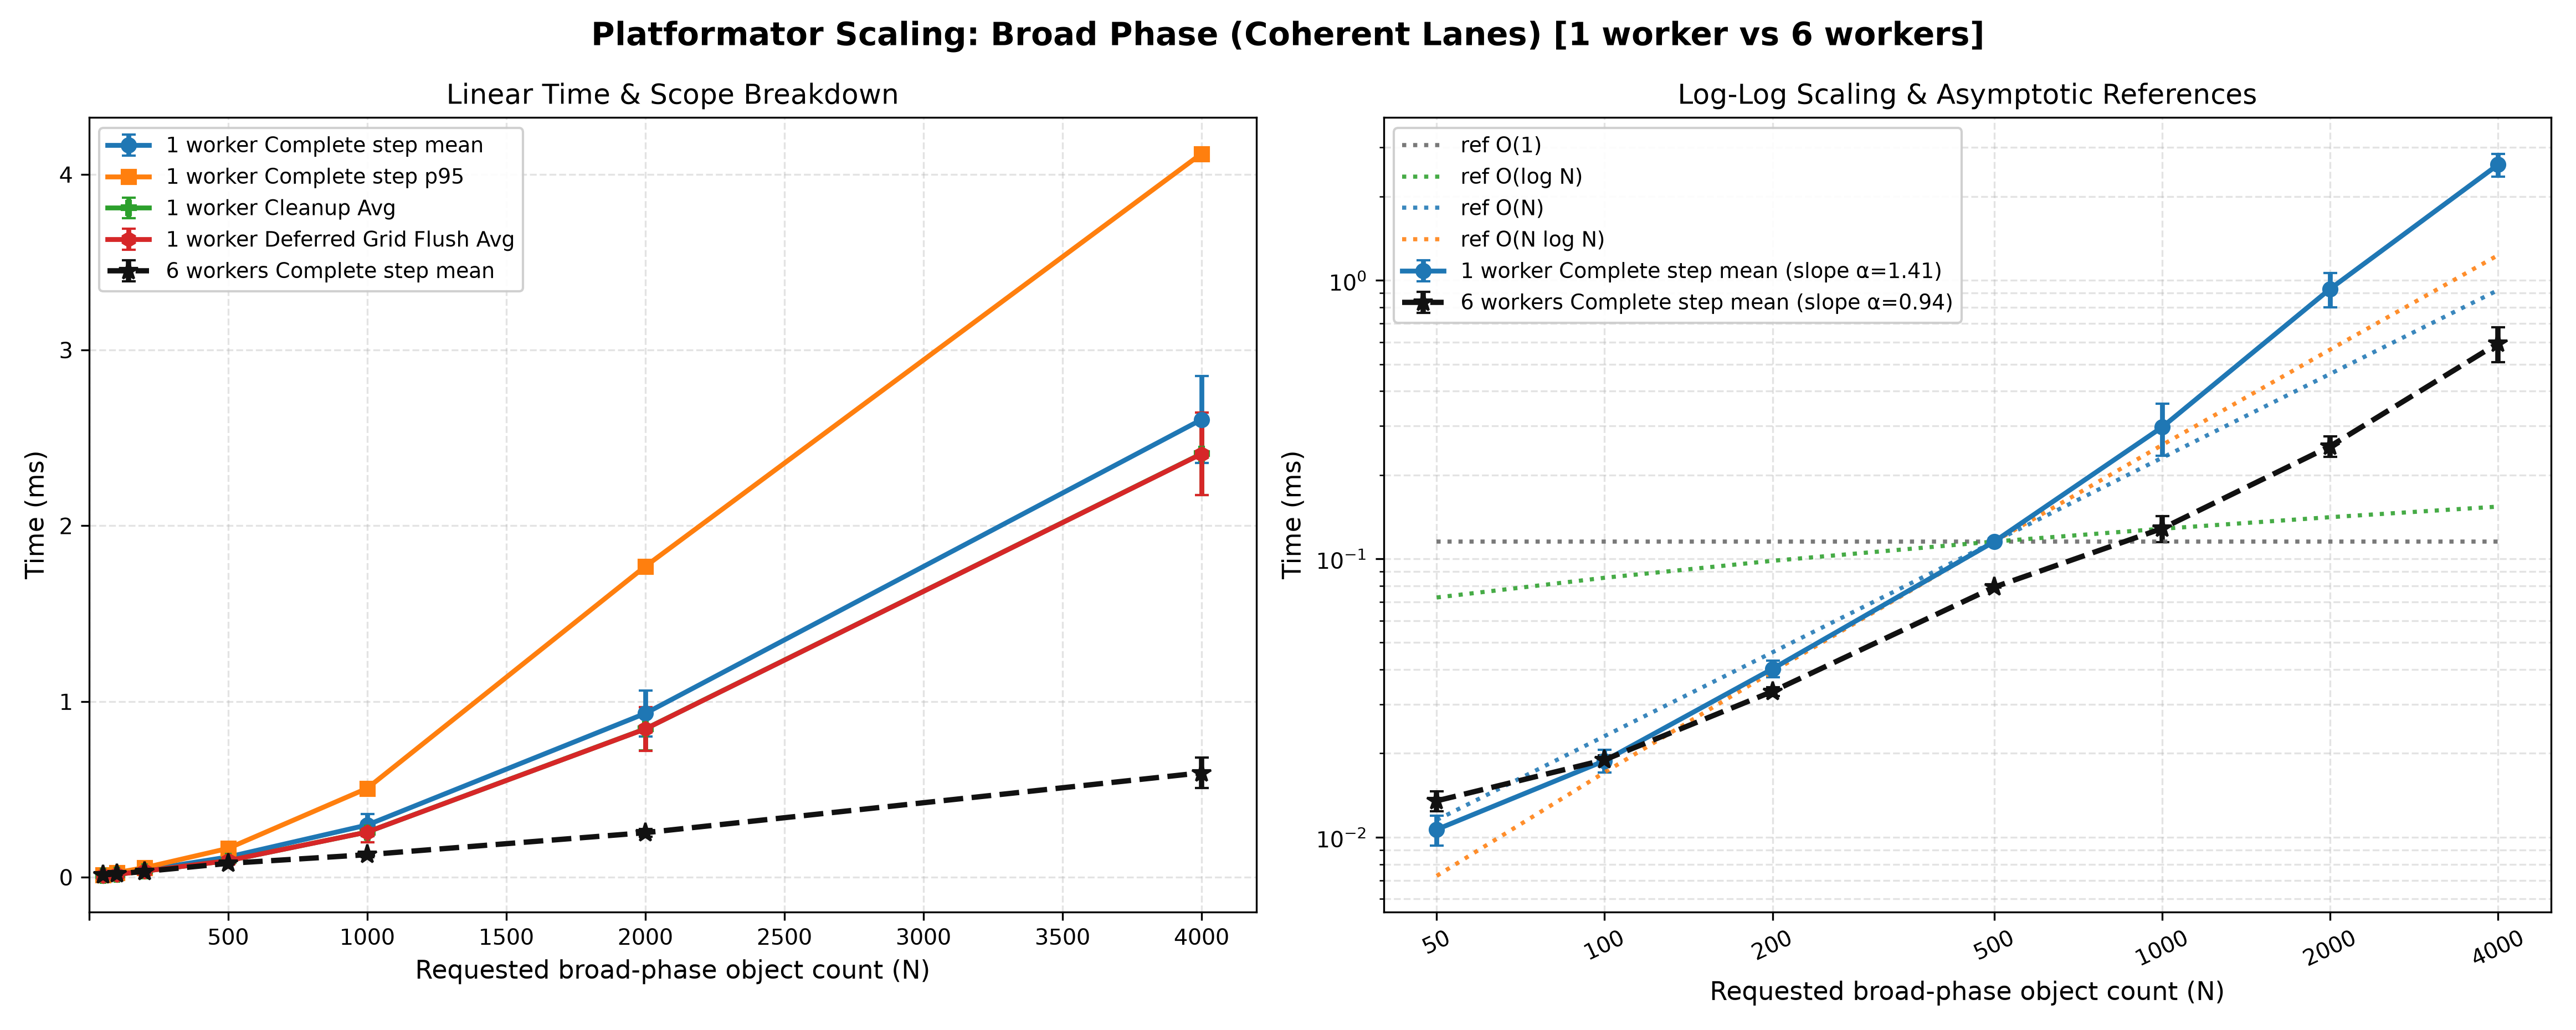 Platformator Scaling: Broad Phase (Coherent Lanes) [1 worker vs 6 workers]
Linear Time & Scope Breakdown
1 worker Complete step mean
1 worker Complete step p95
1 worker Cleanup Avg
1 worker Deferred Grid Flush Avg
6 workers Complete step mean
Time (ms)
4
3
2
1
0
500
1000
1500
2000
2500
3000
3500
4000
Requested broad-phase object count (N)
Log-Log Scaling & Asymptotic References
ref O(1)
ref O(log N)
ref O(N)
ref O(N log N)
1 worker Complete step mean (slope α=1.41)
6 workers Complete step mean (slope α=0.94)
Time (ms)
10⁰
10⁻¹
10⁻²
50
100
200
500
1000
2000
4000
Requested broad-phase object count (N)